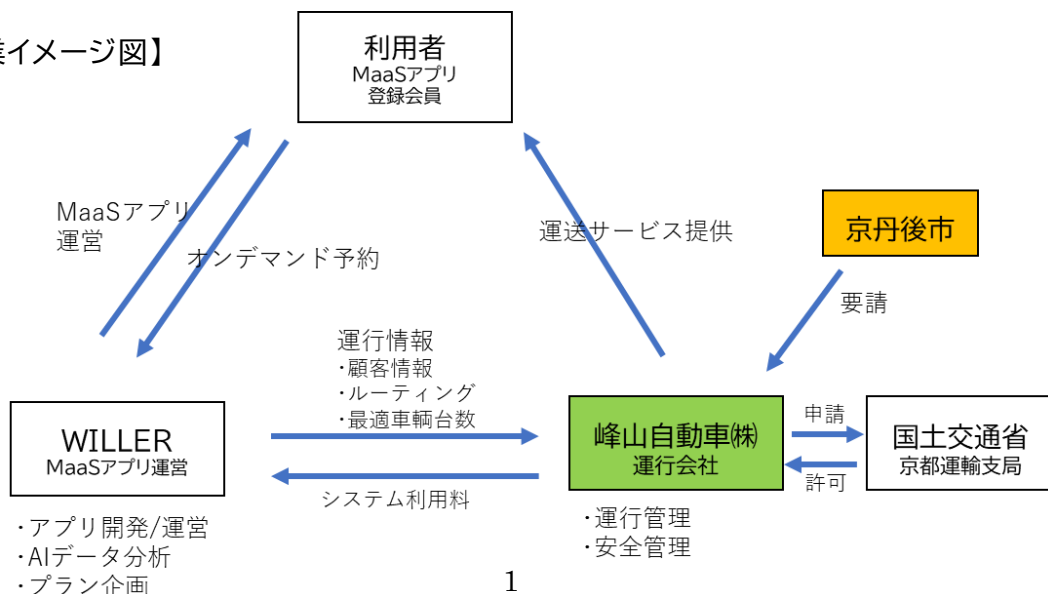 イメージ図】
利用者
MaaSアプリ
登録会員
MaaSアプリ
運営
オンデマンド予約
運送サービス提供
京丹後市
要請
運行情報
・顧客情報
・ルーティング
・最適車輌台数
WILLER
MaaSアプリ運営
システム利用料
峰山自動車㈱
運行会社
申請
許可
国土交通省
京都運輸支局
・アプリ開発/運営
・AIデータ分析
・プラン企画
・運行管理
・安全管理
1